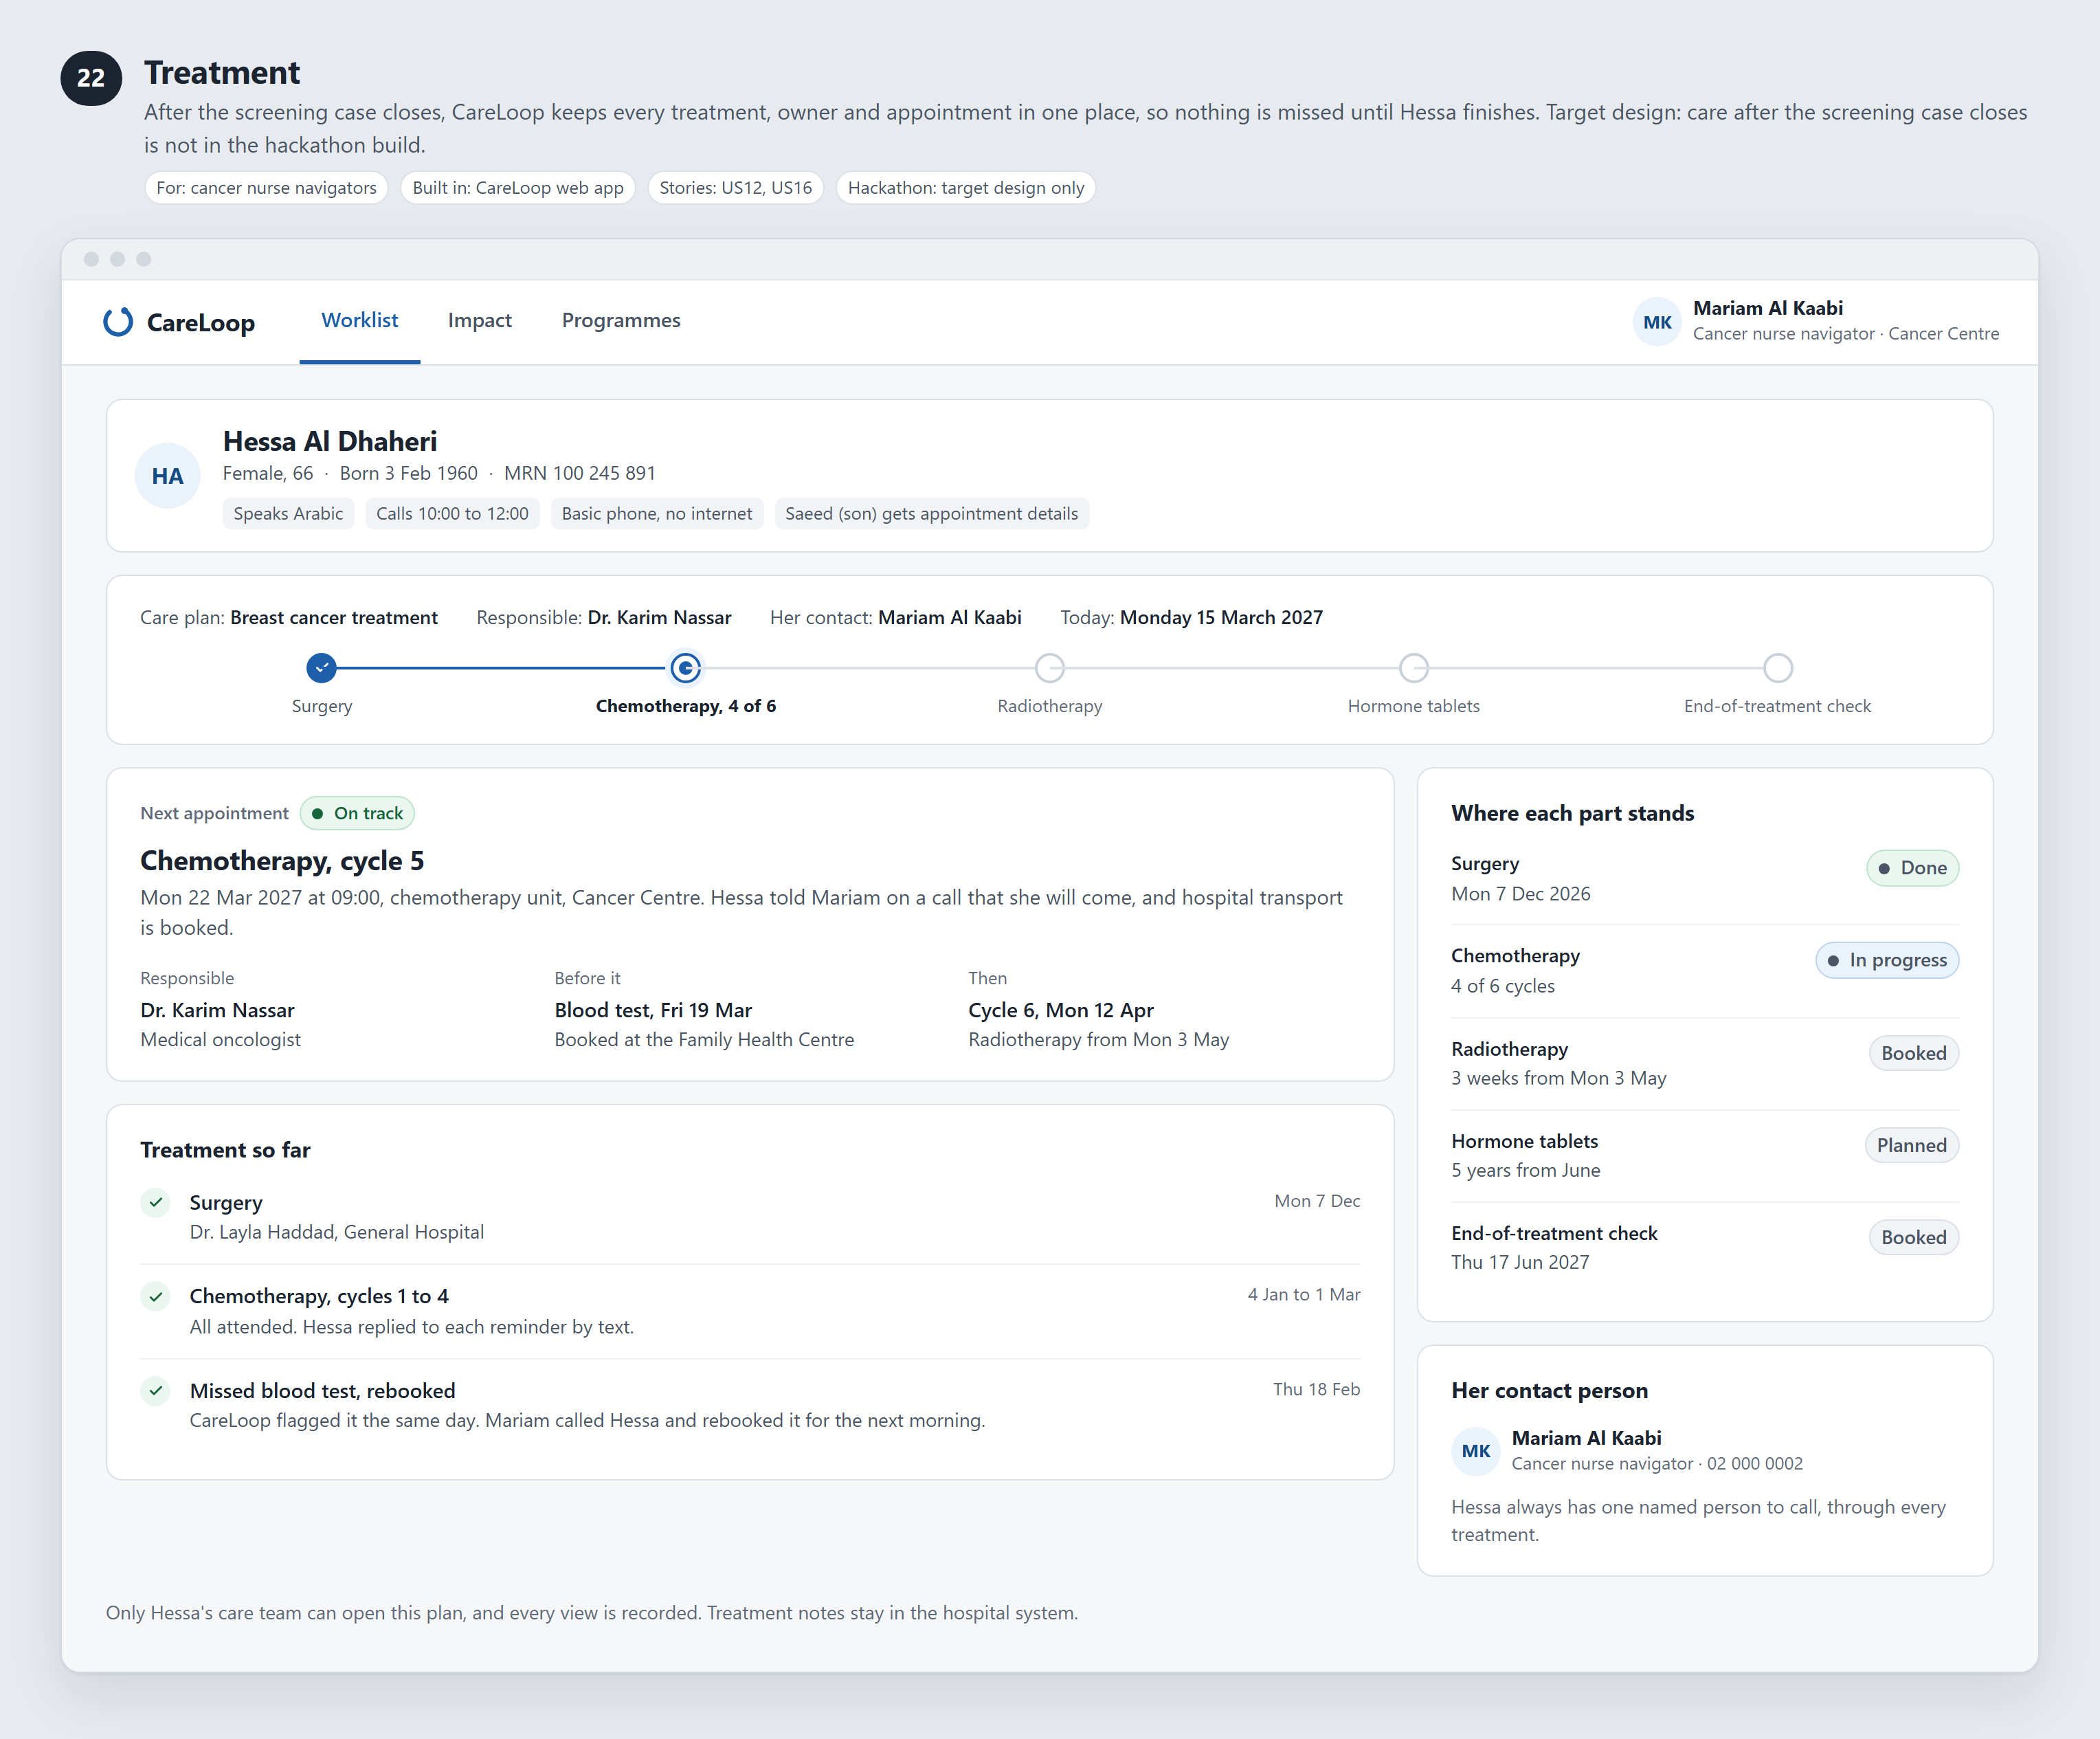 22
Treatment
After the screening case closes, CareLoop keeps every treatment, owner and appointment in one place, so nothing is missed until Hessa finishes. Target design: care after the screening case closes
is not in the hackathon build.
For: cancer nurse navigators
Built in: CareLoop web app
Stories: US12, US16
Hackathon: target design only
CareLoop
Worklist
Impact
Programmes
MK
Mariam Al Kaabi
Cancer nurse navigator · Cancer Centre
HA
Hessa Al Dhaheri
Female, 66 · Born 3 Feb 1960 · MRN 100 245 891
Speaks Arabic
Calls 10:00 to 12:00
Basic phone, no internet
Saeed (son) gets appointment details
Care plan: Breast cancer treatment
Responsible: Dr. Karim Nassar
Her contact: Mariam Al Kaabi
Today: Monday 15 March 2027
Surgery
Chemotherapy, 4 of 6
Radiotherapy
Hormone tablets
End-of-treatment check
Next appointment
On track
Chemotherapy, cycle 5
Mon 22 Mar 2027 at 09:00, chemotherapy unit, Cancer Centre. Hessa told Mariam on a call that she will come, and hospital transport
is booked.
Responsible
Dr. Karim Nassar
Medical oncologist
Before it
Blood test, Fri 19 Mar
Booked at the Family Health Centre
Then
Cycle 6, Mon 12 Apr
Radiotherapy from Mon 3 May
Treatment so far
Surgery
Mon 7 Dec
Dr. Layla Haddad, General Hospital
Chemotherapy, cycles 1 to 4
4 Jan to 1 Mar
All attended. Hessa replied to each reminder by text.
Missed blood test, rebooked
Thu 18 Feb
CareLoop flagged it the same day. Mariam called Hessa and rebooked it for the next morning.
Where each part stands
Surgery
Done
Mon 7 Dec 2026
Chemotherapy
In progress
4 of 6 cycles
Radiotherapy
Booked
3 weeks from Mon 3 May
Hormone tablets
Planned
5 years from June
End-of-treatment check
Booked
Thu 17 Jun 2027
Her contact person
MK
Mariam Al Kaabi
Cancer nurse navigator · 02 000 0002
Hessa always has one named person to call, through every
treatment.
Only Hessa's care team can open this plan, and every view is recorded. Treatment notes stay in the hospital system.